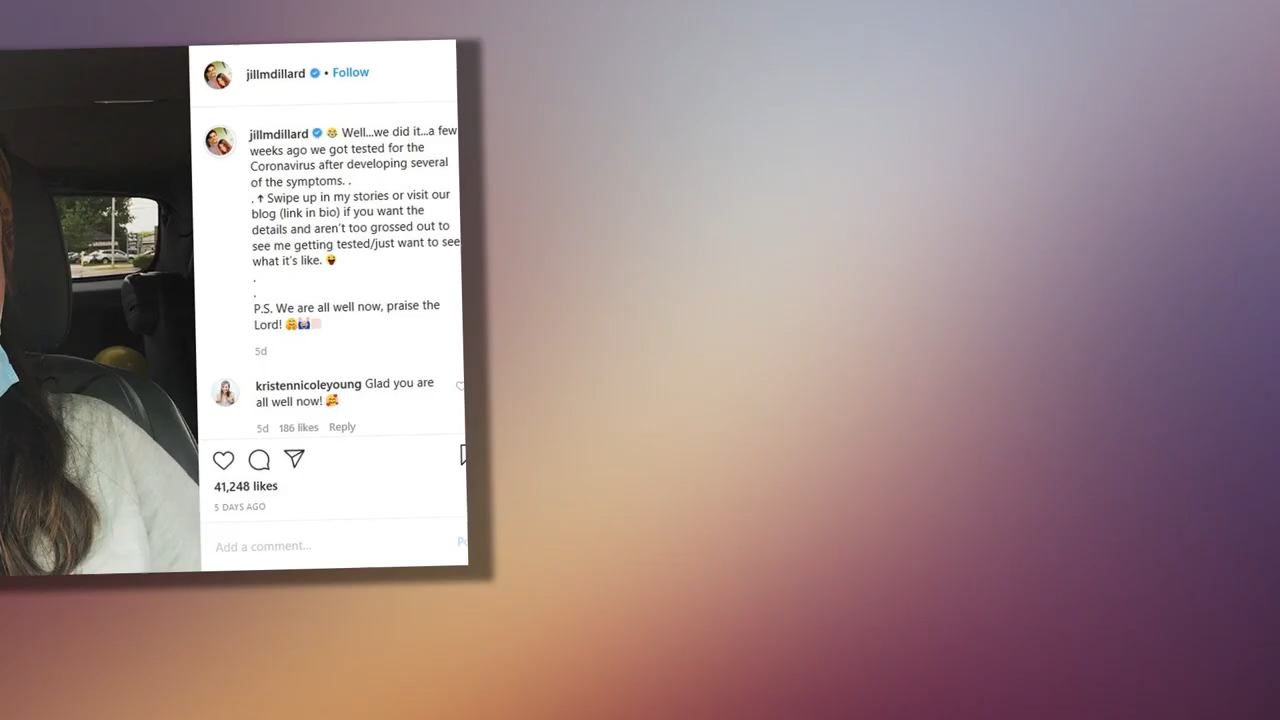 jillmdillard • Follow
jillmdillard 😂 Well...we did it...a few
weeks ago we got tested for the
Coronavirus after developing several
of the symptoms. .
. ↑ Swipe up in my stories or visit our
blog (link in bio) if you want the
details and aren't too grossed out to
see me getting tested/just want to see
what it's like. 😜
.
.
P.S. We are all well now, praise the
Lord! 🤗🙌🏻
5d
kristennicoleyoung Glad you are
all well now! 🥰
5d 186 likes Reply
41,248 likes
5 DAYS AGO
Add a comment...